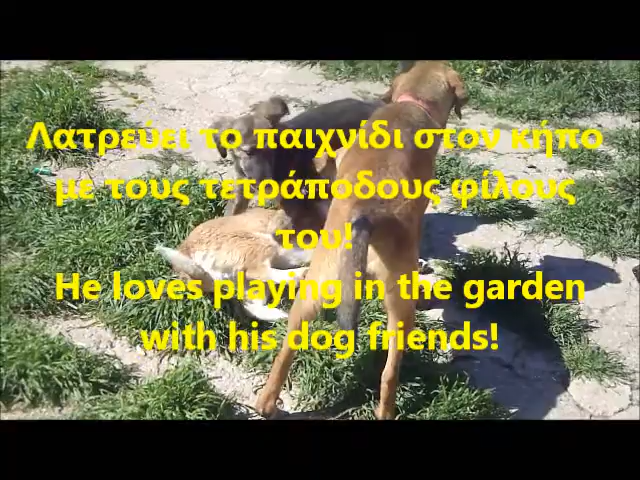 Λατρεύει το παιχνίδι στον κήπο
με τους τετράποδους φίλους
του!
He loves playing in the garden
with his dog friends!